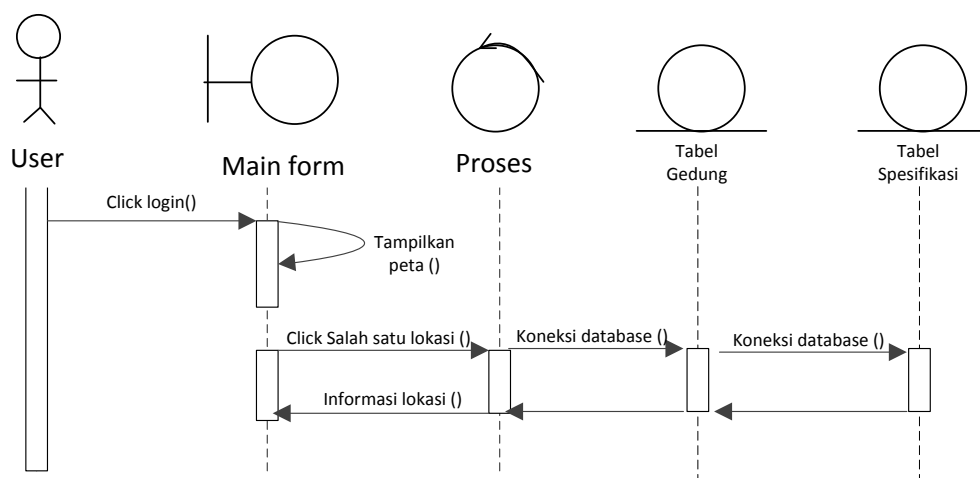 User
Main form
Proses
Tabel
Gedung
Tabel
Spesifikasi
Click login()
Tampilkan
peta ()
Click Salah satu lokasi ()
Koneksi database ()
Koneksi database ()
Informasi lokasi ()